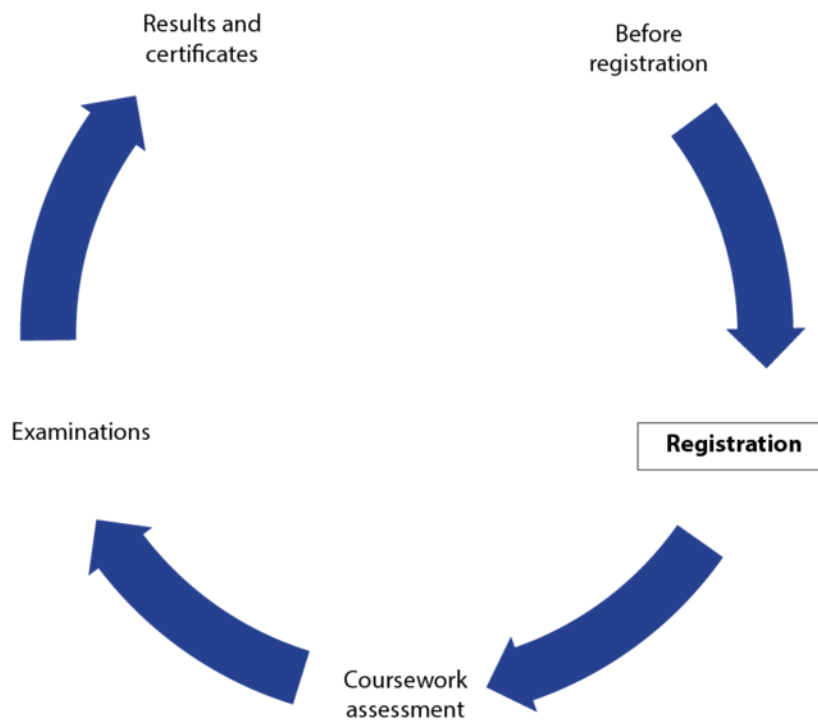 Results and
certificates
Before
registration
Examinations
Registration
Coursework
assessment